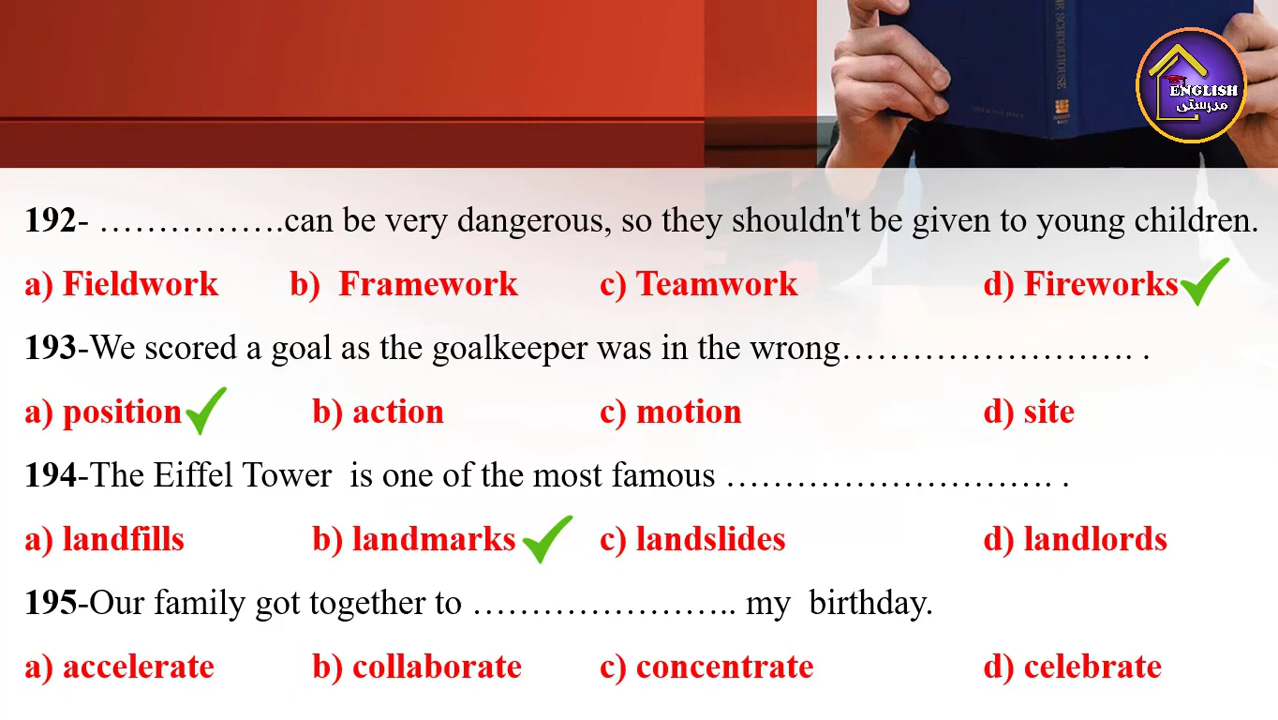 ENGLISH
مدرستي
192- …………….can be very dangerous, so they shouldn't be given to young children.
a) Fieldwork b) Framework c) Teamwork d) Fireworks
193-We scored a goal as the goalkeeper was in the wrong……………………. .
a) position b) action c) motion d) site
194-The Eiffel Tower is one of the most famous ………………………. .
a) landfills b) landmarks c) landslides d) landlords
195-Our family got together to ………………….. my birthday.
a) accelerate b) collaborate c) concentrate d) celebrate